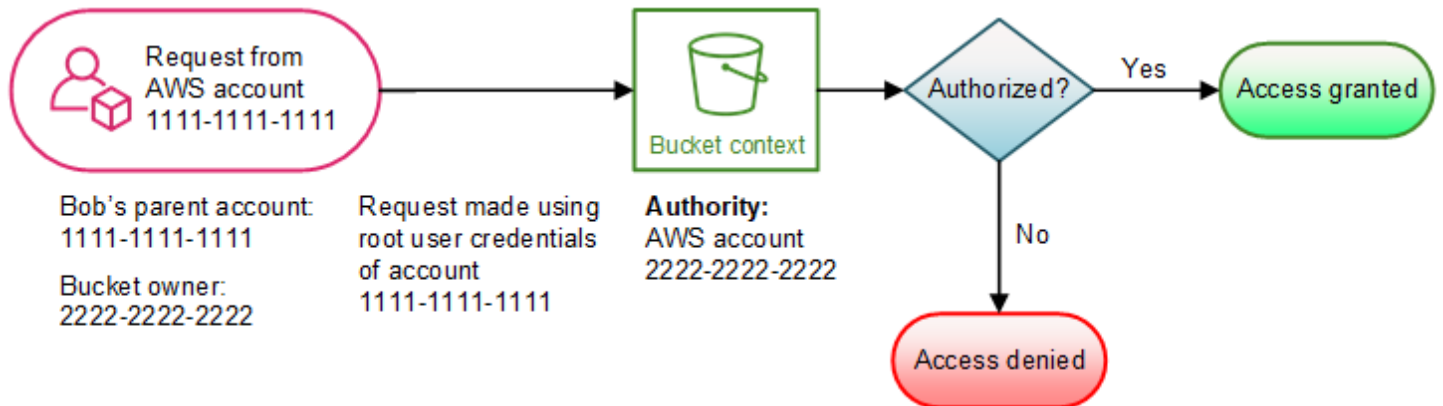 Request from
AWS account
1111-1111-1111
Bucket context
Authorized?
Yes
Access granted
Bob's parent account:
1111-1111-1111
Bucket owner:
2222-2222-2222
Request made using
root user credentials
of account
1111-1111-1111
Authority:
AWS account
2222-2222-2222
No
Access denied